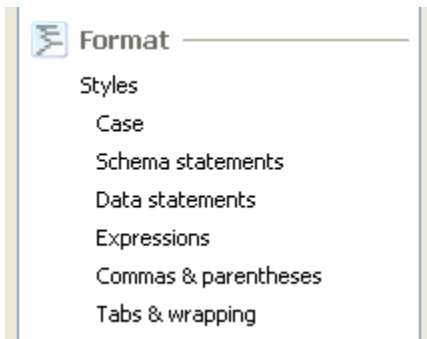 Format
Styles
Case
Schema statements
Data statements
Expressions
Commas & parentheses
Tabs & wrapping